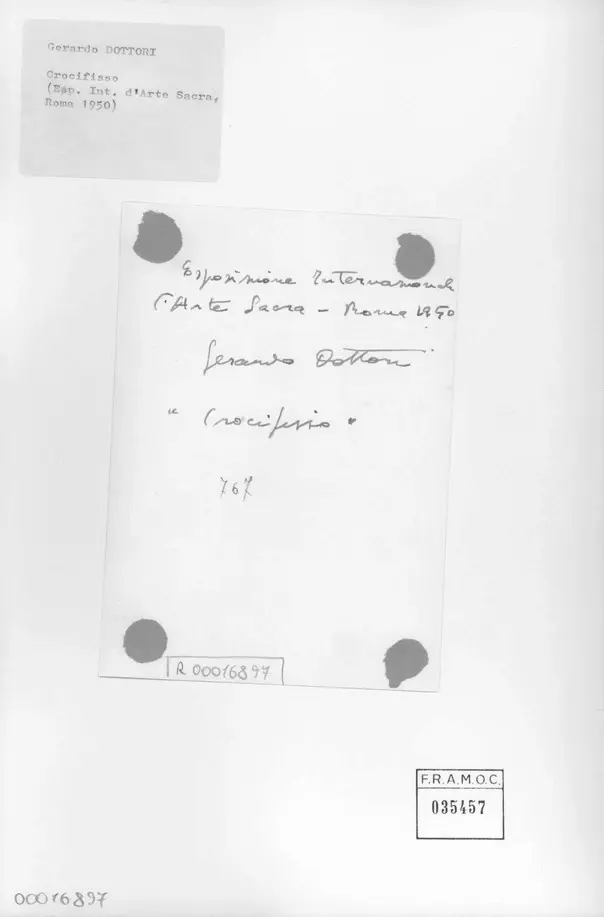 Gerardo DOTTORI
Crocifisso
(Esp. Int. d'Arte Sacra,
Roma 1950)
Esposizione Internazionale
d'Arte Sacra - Roma 1950
Gerardo Dottori
" Crocifisso "
767
R 00016897
F.R.A.M.O.C.
035457
00016897